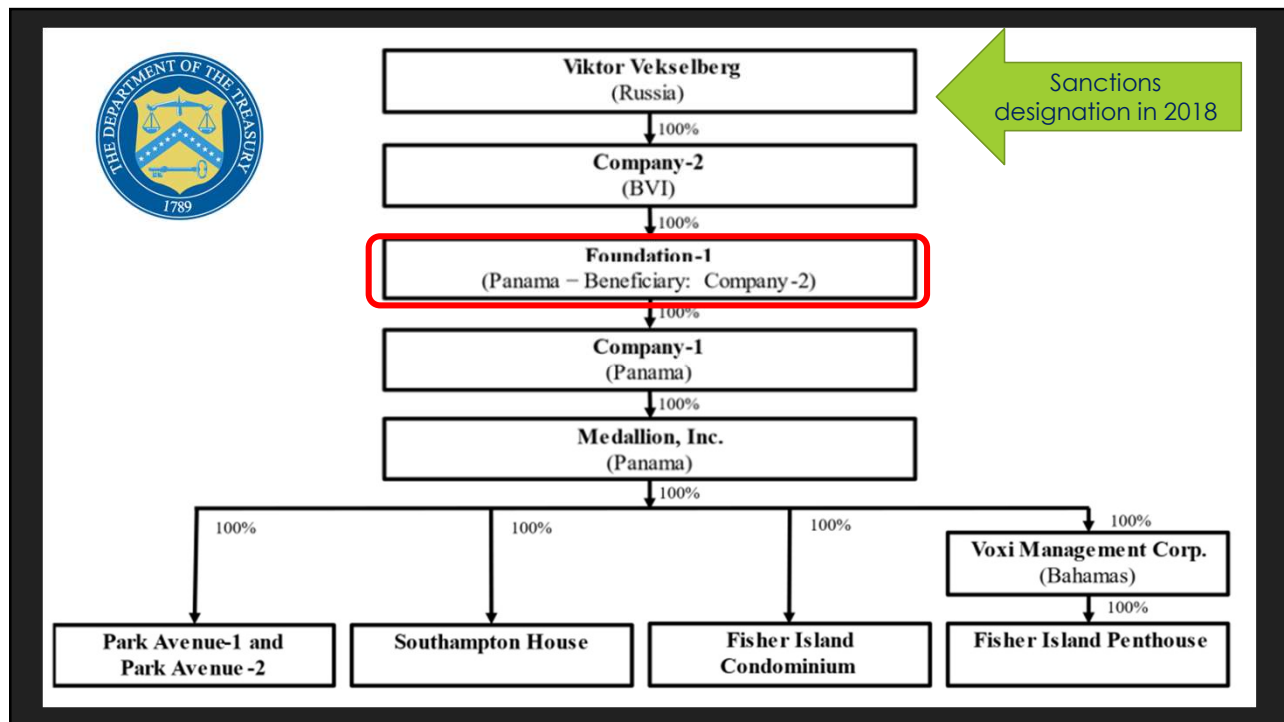 THE DEPARTMENT OF THE TREASURY
1789
Viktor Vekselberg
(Russia)
Sanctions
designation in 2018
100%
Company-2
(BVI)
100%
Foundation-1
(Panama – Beneficiary: Company-2)
100%
Company-1
(Panama)
100%
Medallion, Inc.
(Panama)
100%
100%
100%
100%
100%
Voxi Management Corp.
(Bahamas)
100%
Park Avenue-1 and
Park Avenue-2
Southampton House
Fisher Island
Condominium
Fisher Island Penthouse